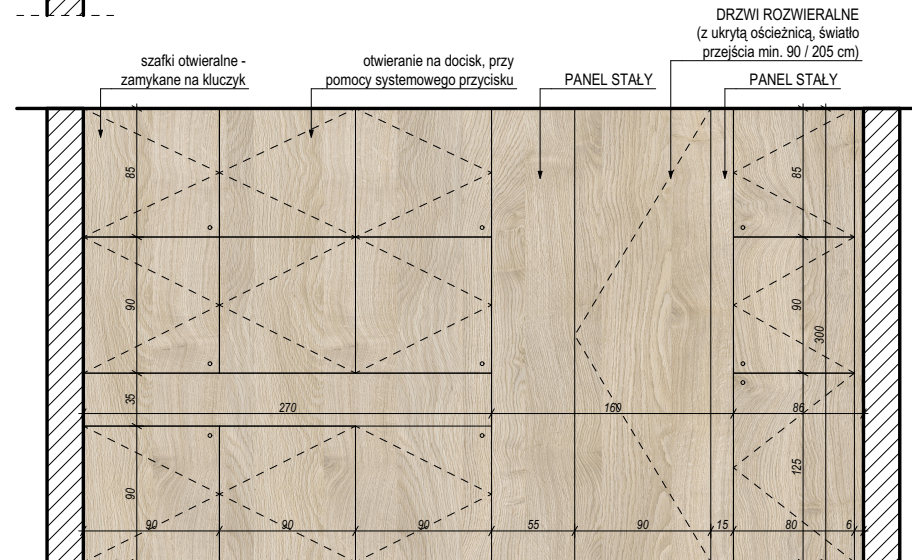 DRZWI ROZWIERALNE
(z ukrytą ościeżnicą, światło
przejścia min. 90 / 205 cm)
szafki otwieralne -
zamykane na kluczyk
otwieranie na docisk, przy
pomocy systemowego przycisku
PANEL STAŁY
PANEL STAŁY
85
85
90
90
300
35
270
160
86
90
125
90
90
90
55
90
15
80
6